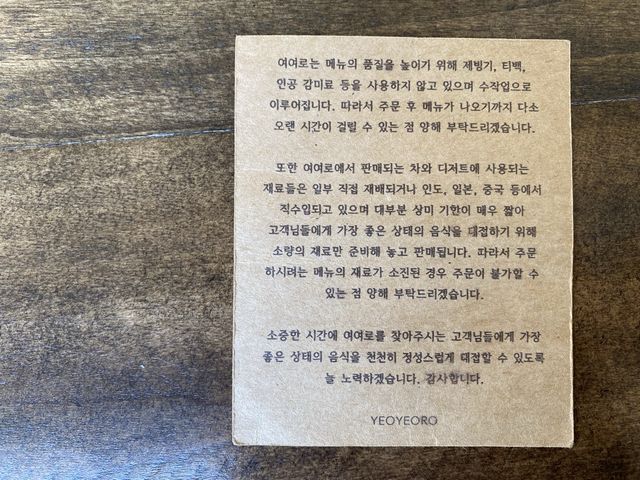 여여로는 메뉴의 품질을 높이기 위해 제빙기, 티백,
인공 감미료 등을 사용하지 않고 있으며 수작업으로
이루어집니다. 따라서 주문 후 메뉴가 나오기까지 다소
오랜 시간이 걸릴 수 있는 점 양해 부탁드리겠습니다.
또한 여여로에서 판매되는 차와 디저트에 사용되는
재료들은 일부 직접 재배되거나 인도, 일본, 중국 등에서
직수입되고 있으며 대부분 상미 기한이 매우 짧아
고객님들에게 가장 좋은 상태의 음식을 대접하기 위해
소량의 재료만 준비해 놓고 판매됩니다. 따라서 주문
하시려는 메뉴의 재료가 소진된 경우 주문이 불가할 수
있는 점 양해 부탁드리겠습니다.
소중한 시간에 여여로를 찾아주시는 고객님들에게 가장
좋은 상태의 음식을 천천히 정성스럽게 대접할 수 있도록
늘 노력하겠습니다. 감사합니다.
YEOYEORO